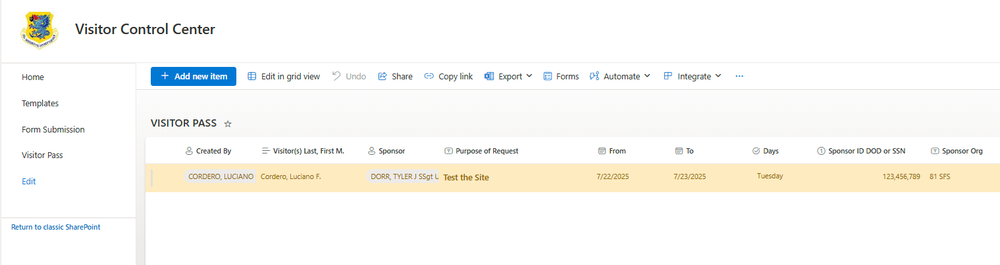 Visitor Control Center
Home
Templates
Form Submission
Visitor Pass
Edit
Return to classic SharePoint
+ Add new item Edit in grid view Undo Share Copy link Export Forms Automate Integrate ...
VISITOR PASS
Created By Visitor(s) Last, First M. Sponsor Purpose of Request From To Days Sponsor ID DOD or SSN Sponsor Org
CORDERO, LUCIANO Cordero, Luciano F. DORR, TYLER J SSgt U Test the Site 7/22/2025 7/23/2025 Tuesday 123,456,789 81 SFS